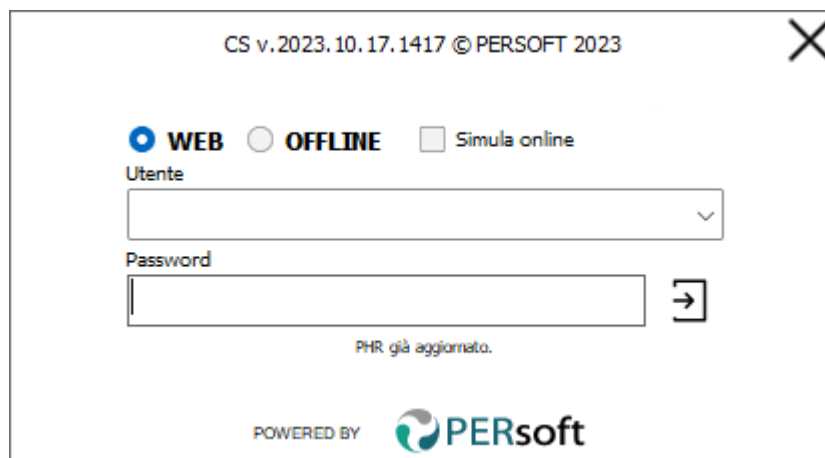 CS v.2023.10.17.1417 © PERSOFT 2023
WEB OFFLINE Simula online
Utente
Password
PHR già aggiornato.
POWERED BY PERsoft